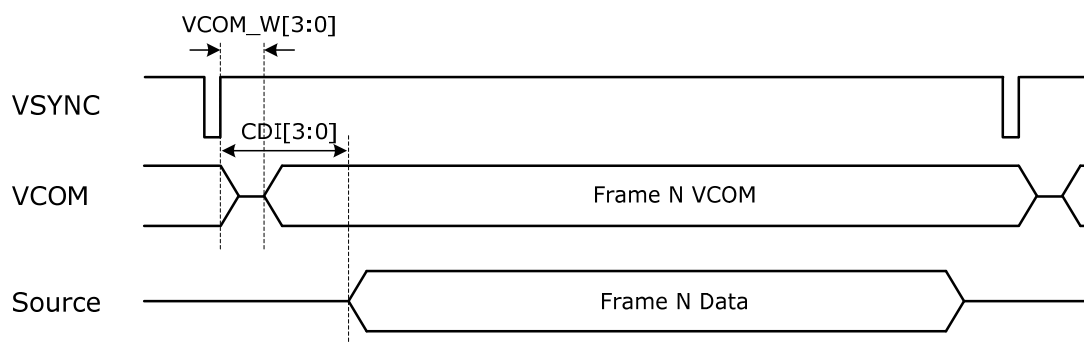 VCOM_W[3:0]
VSYNC
CDI[3:0]
VCOM
Frame N VCOM
Source
Frame N Data